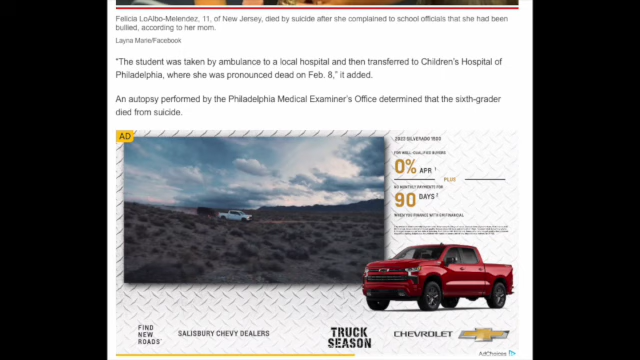 Felicia LoAlbo-Melendez, 11, of New Jersey, died by suicide after she complained to school officials that she had been
bullied, according to her mom.
Layna Marie/Facebook
“The student was taken by ambulance to a local hospital and then transferred to Children’s Hospital of
Philadelphia, where she was pronounced dead on Feb. 8,” it added.
An autopsy performed by the Philadelphia Medical Examiner’s Office determined that the sixth-grader
died from suicide.
AD
2023 SILVERADO 1500
FOR WELL-QUALIFIED BUYERS
0% APR 1
PLUS
NO MONTHLY PAYMENTS FOR
90 DAYS 2
WHEN YOU FINANCE WITH GM FINANCIAL
FIND
NEW
ROADS
SALISBURY CHEVY DEALERS
TRUCK
SEASON
CHEVROLET
AdChoices